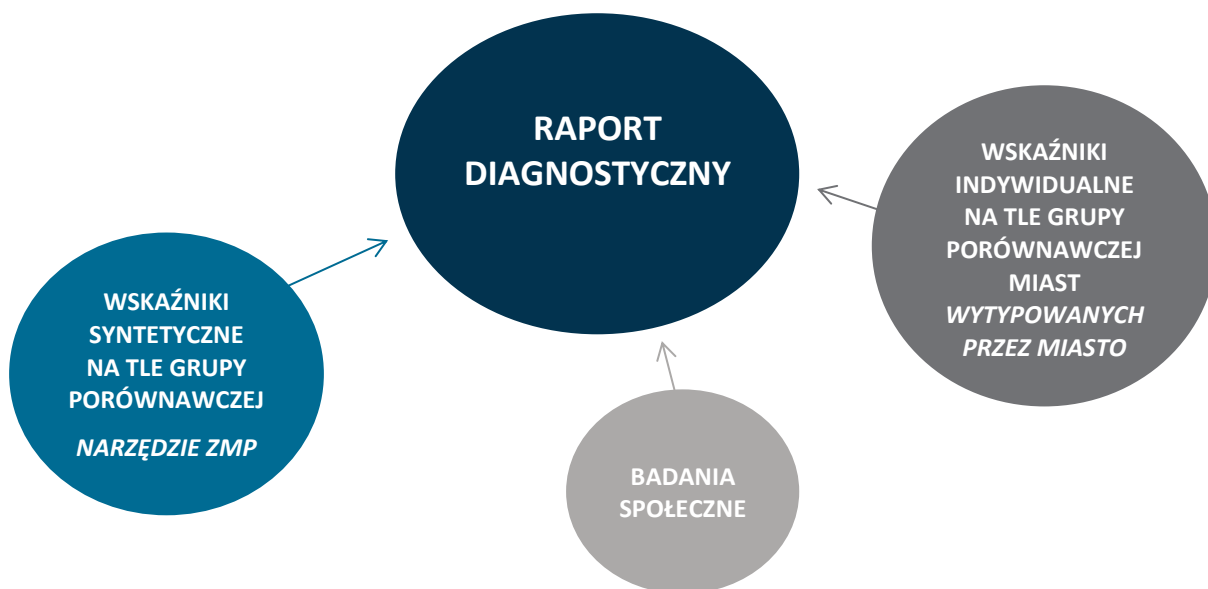 RAPORT
DIAGNOSTYCZNY
WSKAŹNIKI
SYNTETYCZNE
NA TLE GRUPY
PORÓWNAWCZEJ
NARZĘDZIE ZMP
WSKAŹNIKI
INDYWIDUALNE
NA TLE GRUPY
PORÓWNAWCZEJ
MIAST
WYTYPOWANYCH
PRZEZ MIASTO
BADANIA
SPOŁECZNE